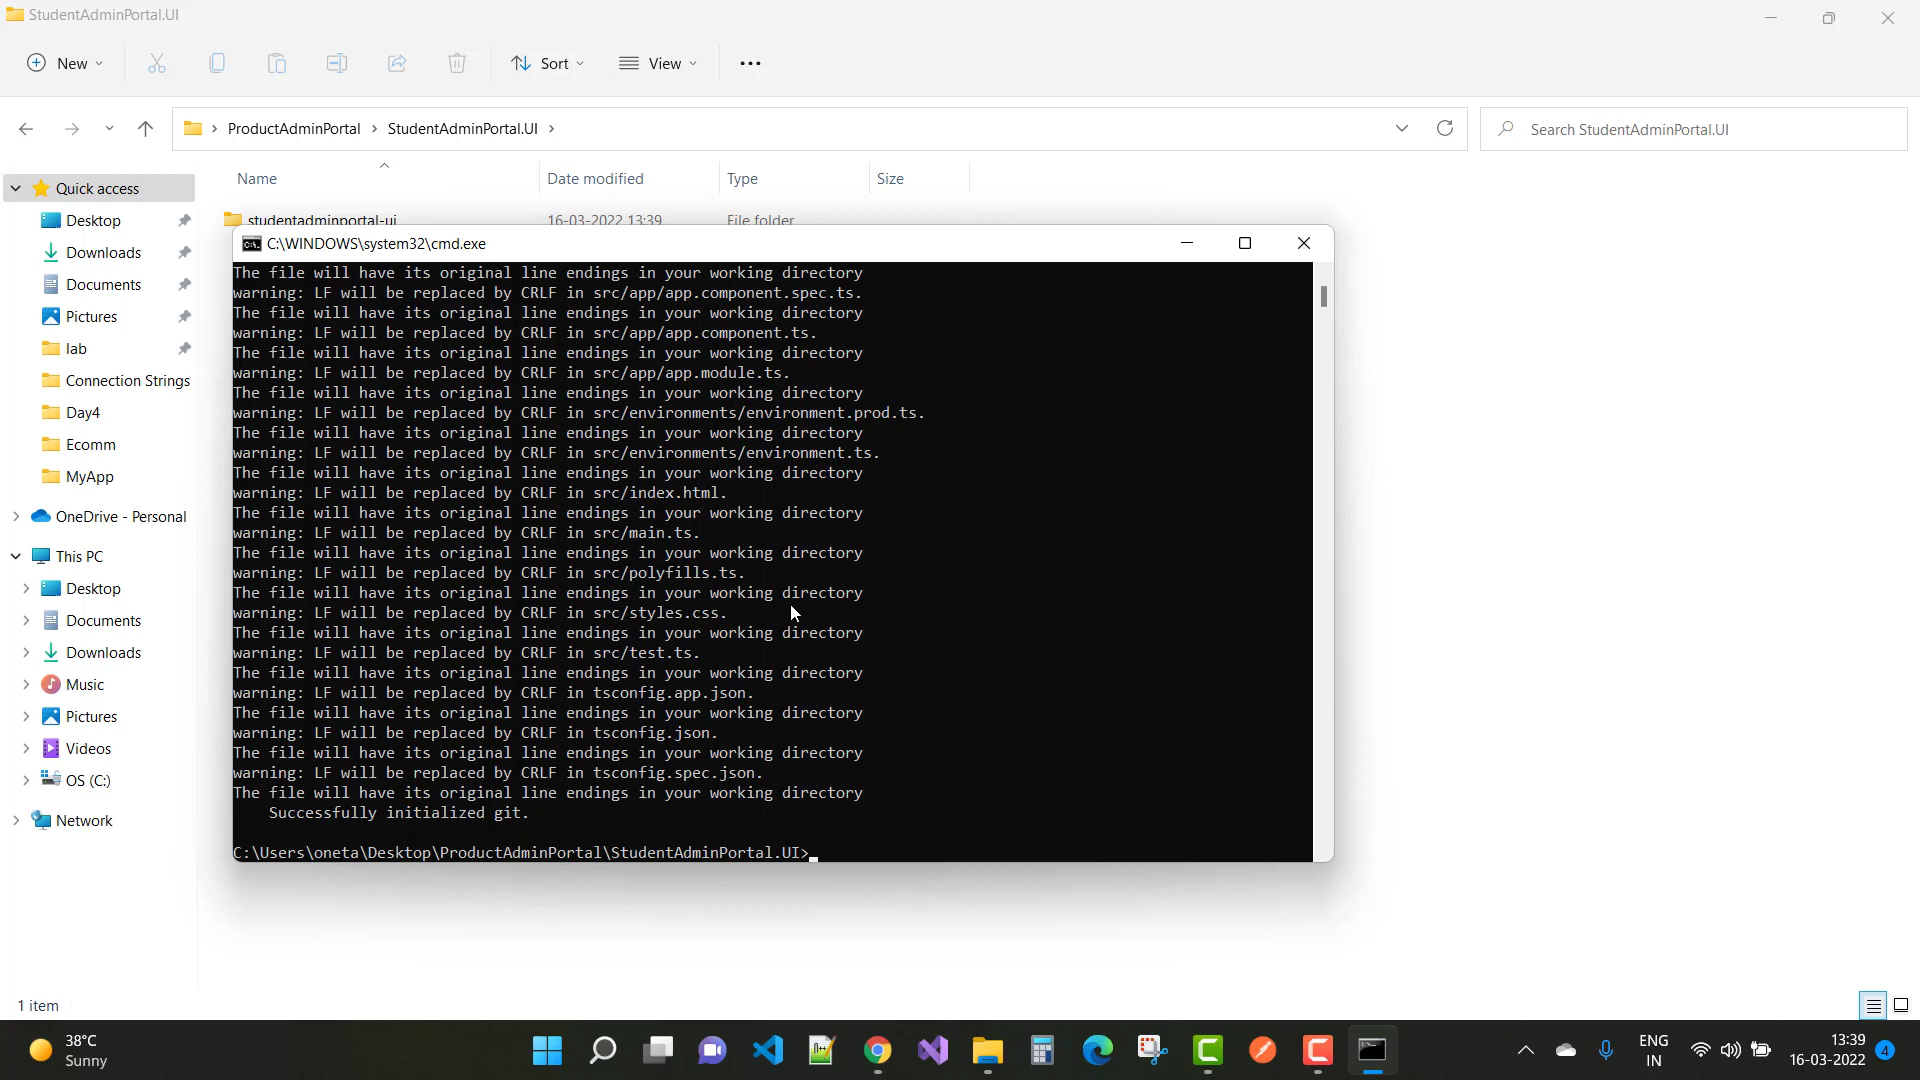 StudentAdminPortal.UI
New
Sort
View
ProductAdminPortal > StudentAdminPortal.UI >
Search StudentAdminPortal.UI
Name
Date modified
Type
Size
Quick access
Desktop
Downloads
Documents
Pictures
lab
Connection Strings
Day4
Ecomm
MyApp
OneDrive - Personal
This PC
Desktop
Documents
Downloads
Music
Pictures
Videos
OS (C:)
Network
studentadminportal-ui 16-03-2022 13:39 File folder
C:\WINDOWS\system32\cmd.exe
The file will have its original line endings in your working directory
warning: LF will be replaced by CRLF in src/app/app.component.spec.ts.
The file will have its original line endings in your working directory
warning: LF will be replaced by CRLF in src/app/app.component.ts.
The file will have its original line endings in your working directory
warning: LF will be replaced by CRLF in src/app/app.module.ts.
The file will have its original line endings in your working directory
warning: LF will be replaced by CRLF in src/environments/environment.prod.ts.
The file will have its original line endings in your working directory
warning: LF will be replaced by CRLF in src/environments/environment.ts.
The file will have its original line endings in your working directory
warning: LF will be replaced by CRLF in src/index.html.
The file will have its original line endings in your working directory
warning: LF will be replaced by CRLF in src/main.ts.
The file will have its original line endings in your working directory
warning: LF will be replaced by CRLF in src/polyfills.ts.
The file will have its original line endings in your working directory
warning: LF will be replaced by CRLF in src/styles.css.
The file will have its original line endings in your working directory
warning: LF will be replaced by CRLF in src/test.ts.
The file will have its original line endings in your working directory
warning: LF will be replaced by CRLF in tsconfig.app.json.
The file will have its original line endings in your working directory
warning: LF will be replaced by CRLF in tsconfig.json.
The file will have its original line endings in your working directory
warning: LF will be replaced by CRLF in tsconfig.spec.json.
The file will have its original line endings in your working directory
Successfully initialized git.
C:\Users\oneta\Desktop\ProductAdminPortal\StudentAdminPortal.UI>
1 item
38°C
Sunny
ENG
IN
13:39
16-03-2022
4